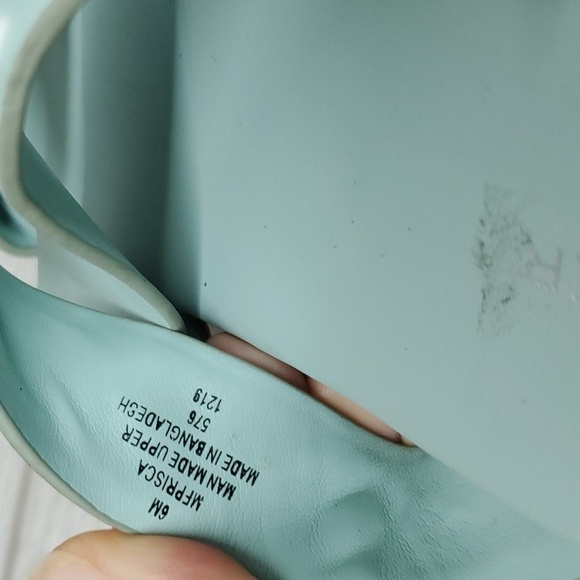 6M
MFPRISCA
MAN MADE UPPER
MADE IN BANGLADESH
576
1219